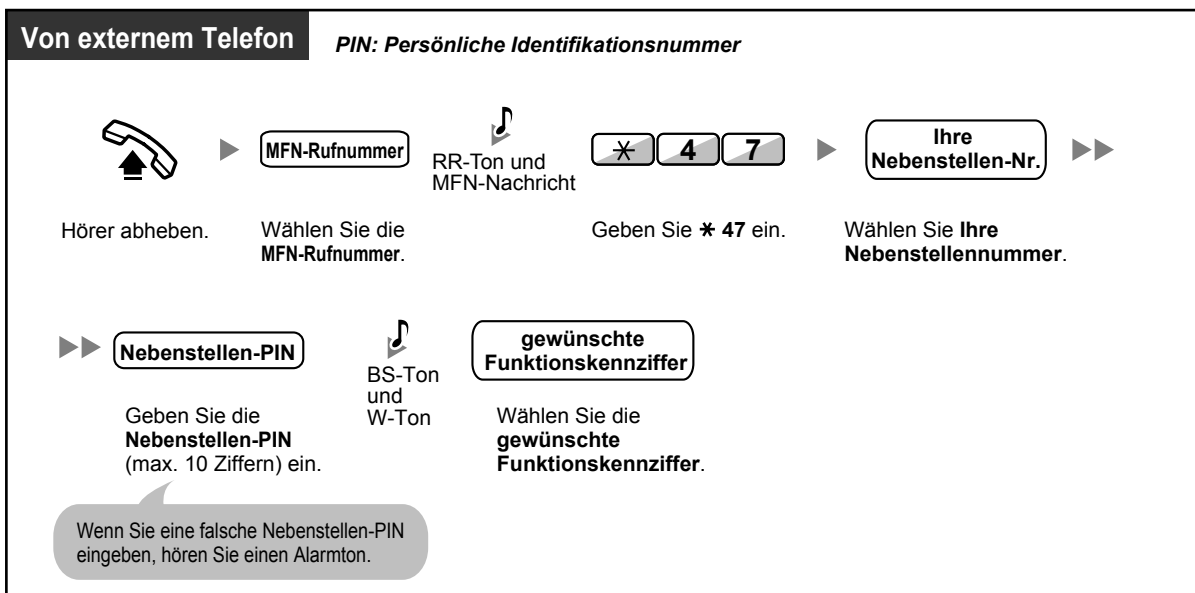 Von externem Telefon
PIN: Persönliche Identifikationsnummer
MFN-Rufnummer
RR-Ton und
MFN-Nachricht
* 4 7
Ihre
Nebenstellen-Nr.
Hörer abheben.
Wählen Sie die
MFN-Rufnummer.
Geben Sie * 47 ein.
Wählen Sie Ihre
Nebenstellennummer.
Nebenstellen-PIN
BS-Ton
und
W-Ton
gewünschte
Funktionskennziffer
Geben Sie die
Nebenstellen-PIN
(max. 10 Ziffern) ein.
Wählen Sie die
gewünschte
Funktionskennziffer.
Wenn Sie eine falsche Nebenstellen-PIN
eingeben, hören Sie einen Alarmton.